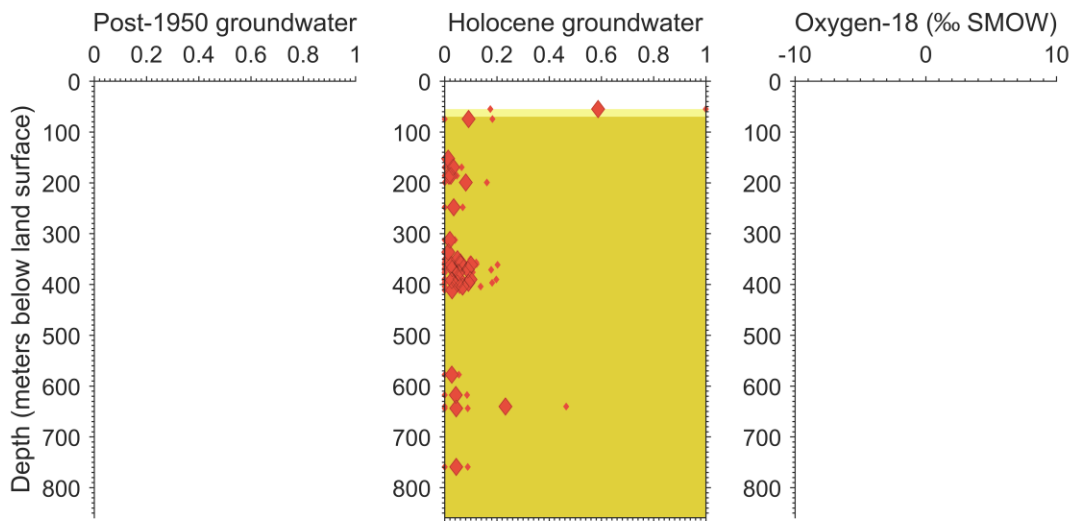 Post-1950 groundwater Holocene groundwater Oxygen-18 (‰ SMOW)
0 0.2 0.4 0.6 0.8 1 0 0.2 0.4 0.6 0.8 1 -10 0 10
0 0 0
100 100 100
200 200 200
300 300 300
400 400 400
500 500 500
600 600 600
700 700 700
800 800 800
Depth (meters below land surface)